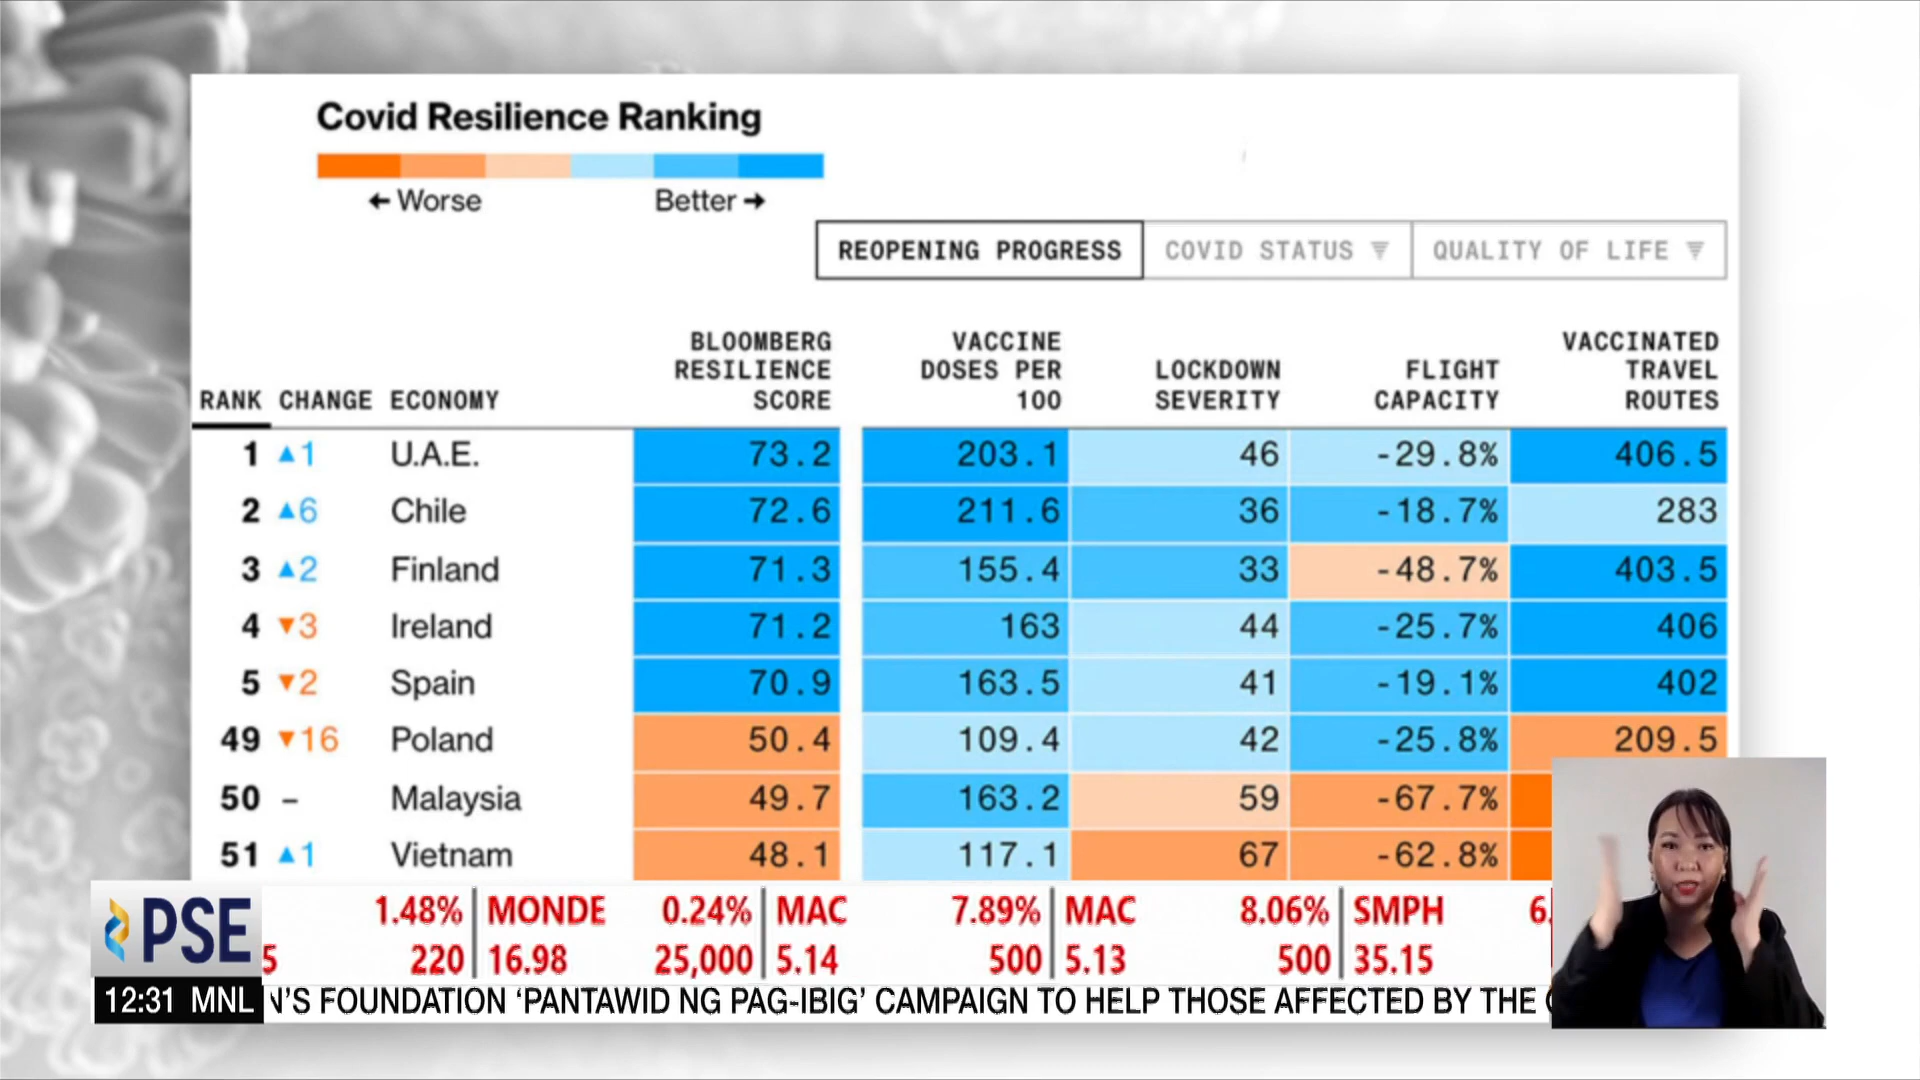 Covid Resilience Ranking
← Worse Better →
REOPENING PROGRESS COVID STATUS QUALITY OF LIFE
RANK CHANGE ECONOMY BLOOMBERG RESILIENCE SCORE VACCINE DOSES PER 100 LOCKDOWN SEVERITY FLIGHT CAPACITY VACCINATED TRAVEL ROUTES
1 ▲1 U.A.E. 73.2 203.1 46 -29.8% 406.5
2 ▲6 Chile 72.6 211.6 36 -18.7% 283
3 ▲2 Finland 71.3 155.4 33 -48.7% 403.5
4 ▼3 Ireland 71.2 163 44 -25.7% 406
5 ▼2 Spain 70.9 163.5 41 -19.1% 402
49 ▼16 Poland 50.4 109.4 42 -25.8% 209.5
50 – Malaysia 49.7 163.2 59 -67.7%
51 ▲1 Vietnam 48.1 117.1 67 -62.8%
PSE
1.48% MONDE 0.24% MAC 7.89% MAC 8.06% SMPH 6.
5 220 16.98 25,000 5.14 500 5.13 500 35.15
12:31 MNL N'S FOUNDATION 'PANTAWID NG PAG-IBIG' CAMPAIGN TO HELP THOSE AFFECTED BY THE